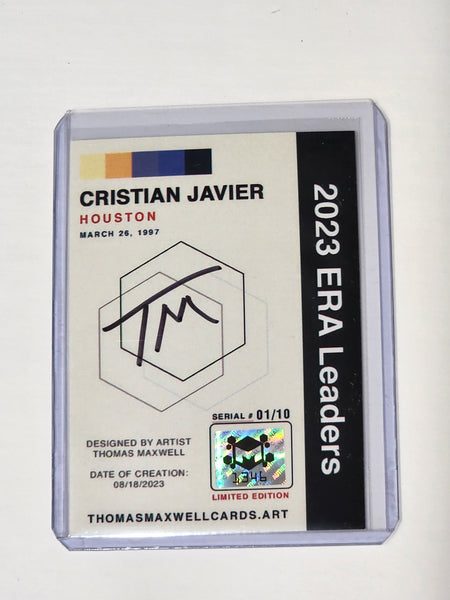 CRISTIAN JAVIER
HOUSTON
MARCH 26, 1997
2023 ERA Leaders
TM
SERIAL # 01/10
1346
LIMITED EDITION
DESIGNED BY ARTIST
THOMAS MAXWELL
DATE OF CREATION:
08/18/2023
THOMASMAXWELLCARDS.ART